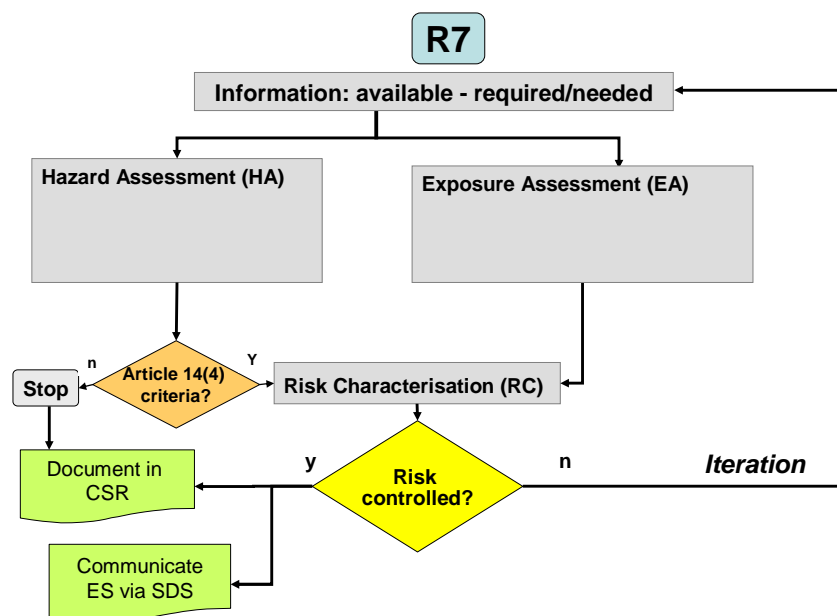 R7
Information: available - required/needed
Hazard Assessment (HA)
Exposure Assessment (EA)
n
Article 14(4)
criteria?
Y
Stop
Risk Characterisation (RC)
Document in
CSR
y
Risk
controlled?
n
Iteration
Communicate
ES via SDS